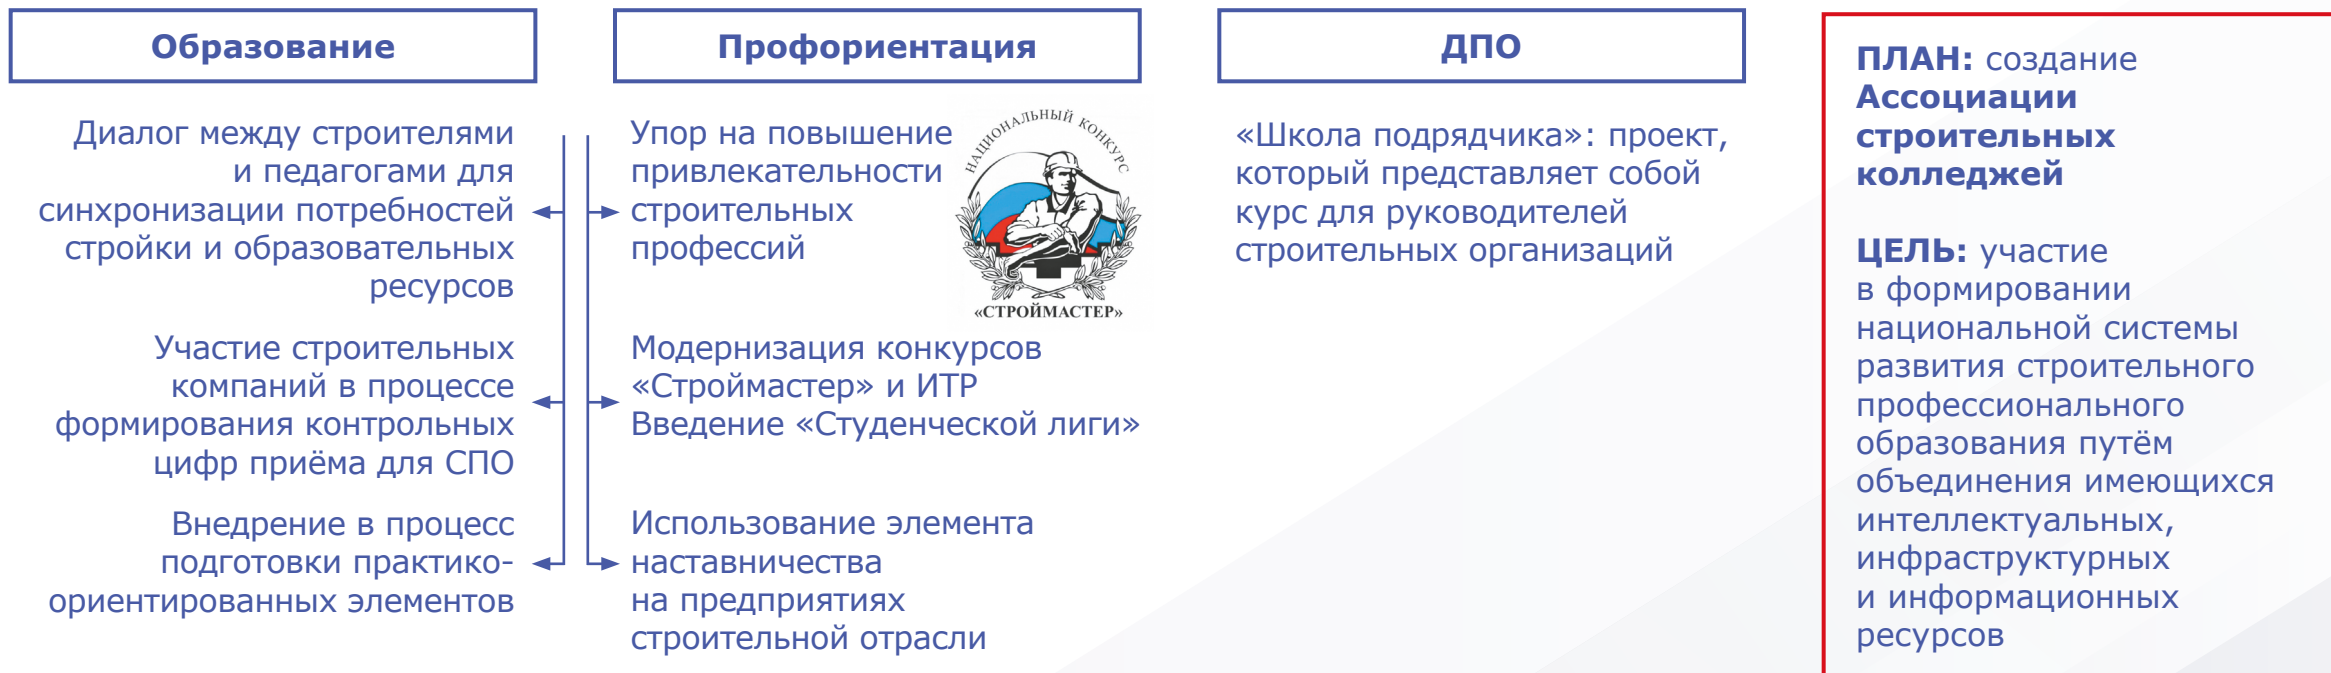 Образование
Диалог между строителями
и педагогами для
синхронизации потребностей
стройки и образовательных
ресурсов
Участие строительных
компаний в процессе
формирования контрольных
цифр приёма для СПО
Внедрение в процесс
подготовки практико-
ориентированных элементов
Профориентация
Упор на повышение
привлекательности
строительных
профессий
НАЦИОНАЛЬНЫЙ КОНКУРС
«СТРОЙМАСТЕР»
Модернизация конкурсов
«Строймастер» и ИТР
Введение «Студенческой лиги»
Использование элемента
наставничества
на предприятиях
строительной отрасли
ДПО
«Школа подрядчика»: проект,
который представляет собой
курс для руководителей
строительных организаций
ПЛАН: создание
Ассоциации
строительных
колледжей
ЦЕЛЬ: участие
в формировании
национальной системы
развития строительного
профессионального
образования путём
объединения имеющихся
интеллектуальных,
инфраструктурных
и информационных
ресурсов